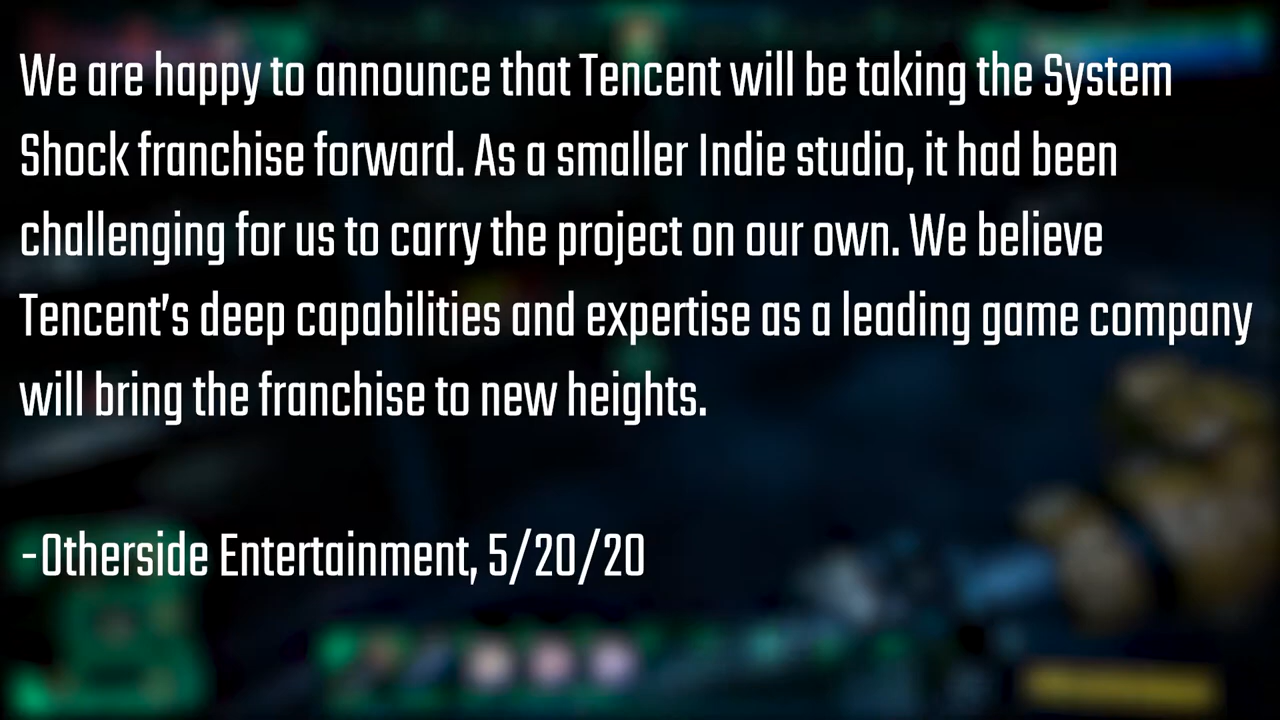 We are happy to announce that Tencent will be taking the System
Shock franchise forward. As a smaller Indie studio, it had been
challenging for us to carry the project on our own. We believe
Tencent's deep capabilities and expertise as a leading game company
will bring the franchise to new heights.
-Otherside Entertainment, 5/20/20